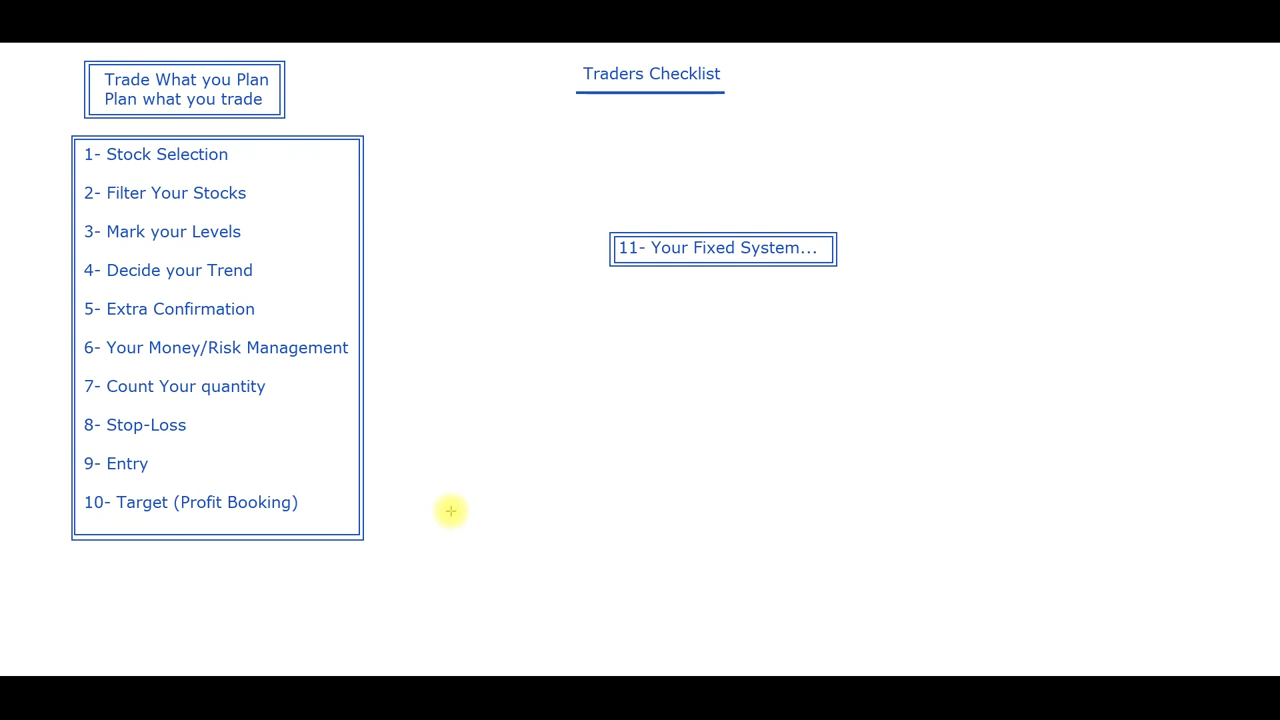 Trade What you Plan
Plan what you trade
Traders Checklist
1- Stock Selection
2- Filter Your Stocks
3- Mark your Levels
4- Decide your Trend
5- Extra Confirmation
6- Your Money/Risk Management
7- Count Your quantity
8- Stop-Loss
9- Entry
10- Target (Profit Booking)
11- Your Fixed System...